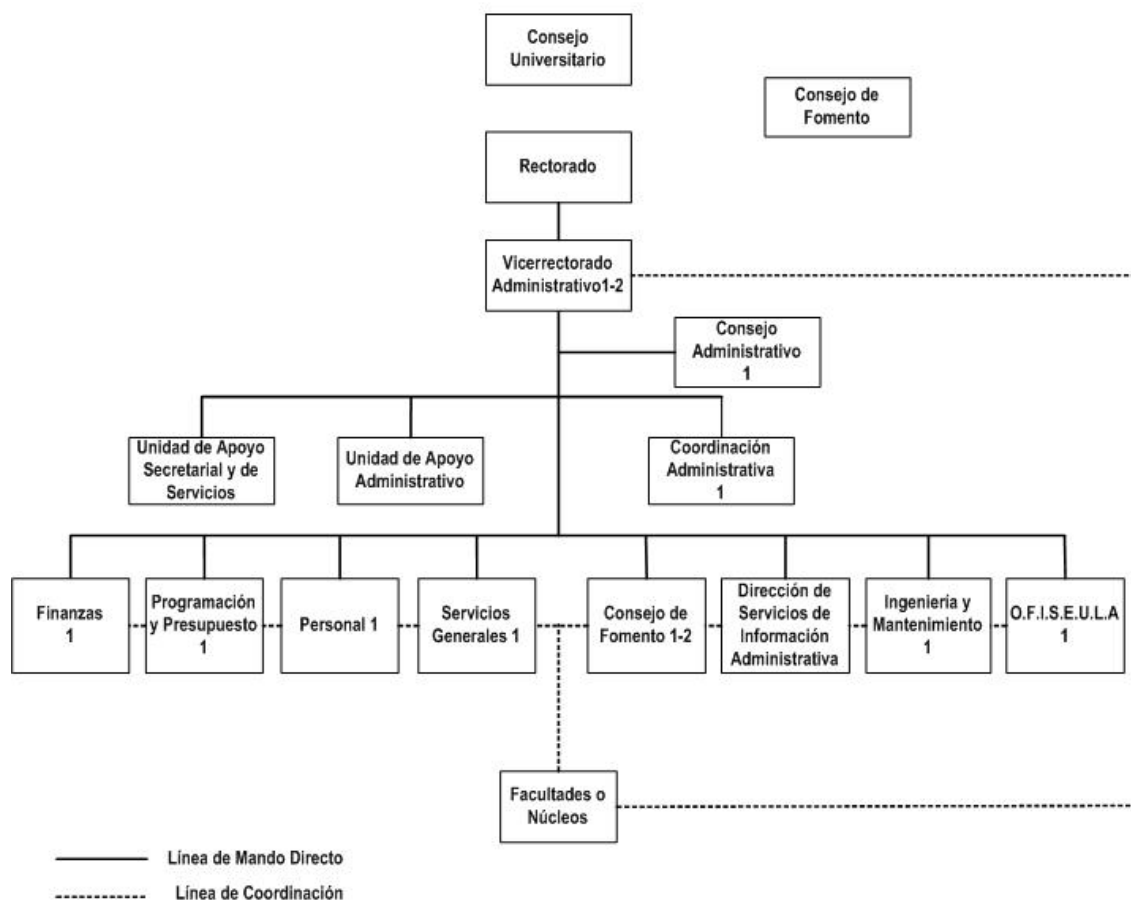 Consejo
Universitario
Consejo de
Fomento
Rectorado
Vicerrectorado
Administrativo1-2
Consejo
Administrativo
1
Unidad de Apoyo
Secretarial y de
Servicios
Unidad de Apoyo
Administrativo
Coordinación
Administrativa
1
Finanzas
1
Programación
y Presupuesto
1
Personal 1
Servicios
Generales 1
Consejo de
Fomento 1-2
Dirección de
Servicios de
Información
Administrativa
Ingeniería y
Mantenimiento
1
O.F.I.S.E.U.L.A
1
Facultades o
Núcleos
Línea de Mando Directo
Línea de Coordinación